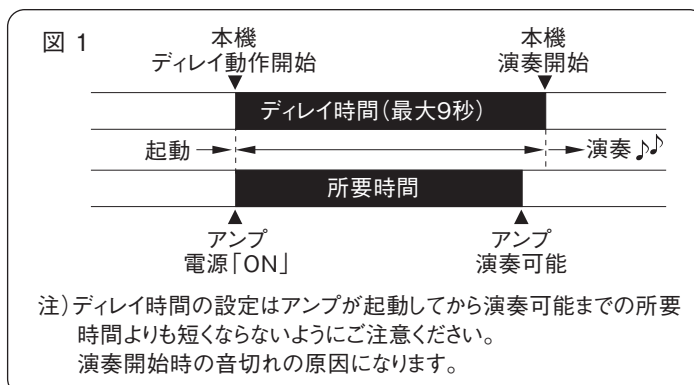 図 1
本機
ディレイ動作開始
本機
演奏開始
ディレイ時間(最大9秒)
起動
演奏
所要時間
アンプ
電源「ON」
アンプ
演奏可能
注)ディレイ時間の設定はアンプが起動してから演奏可能までの所要
時間よりも短くならないようにご注意ください。
演奏開始時の音切れの原因になります。